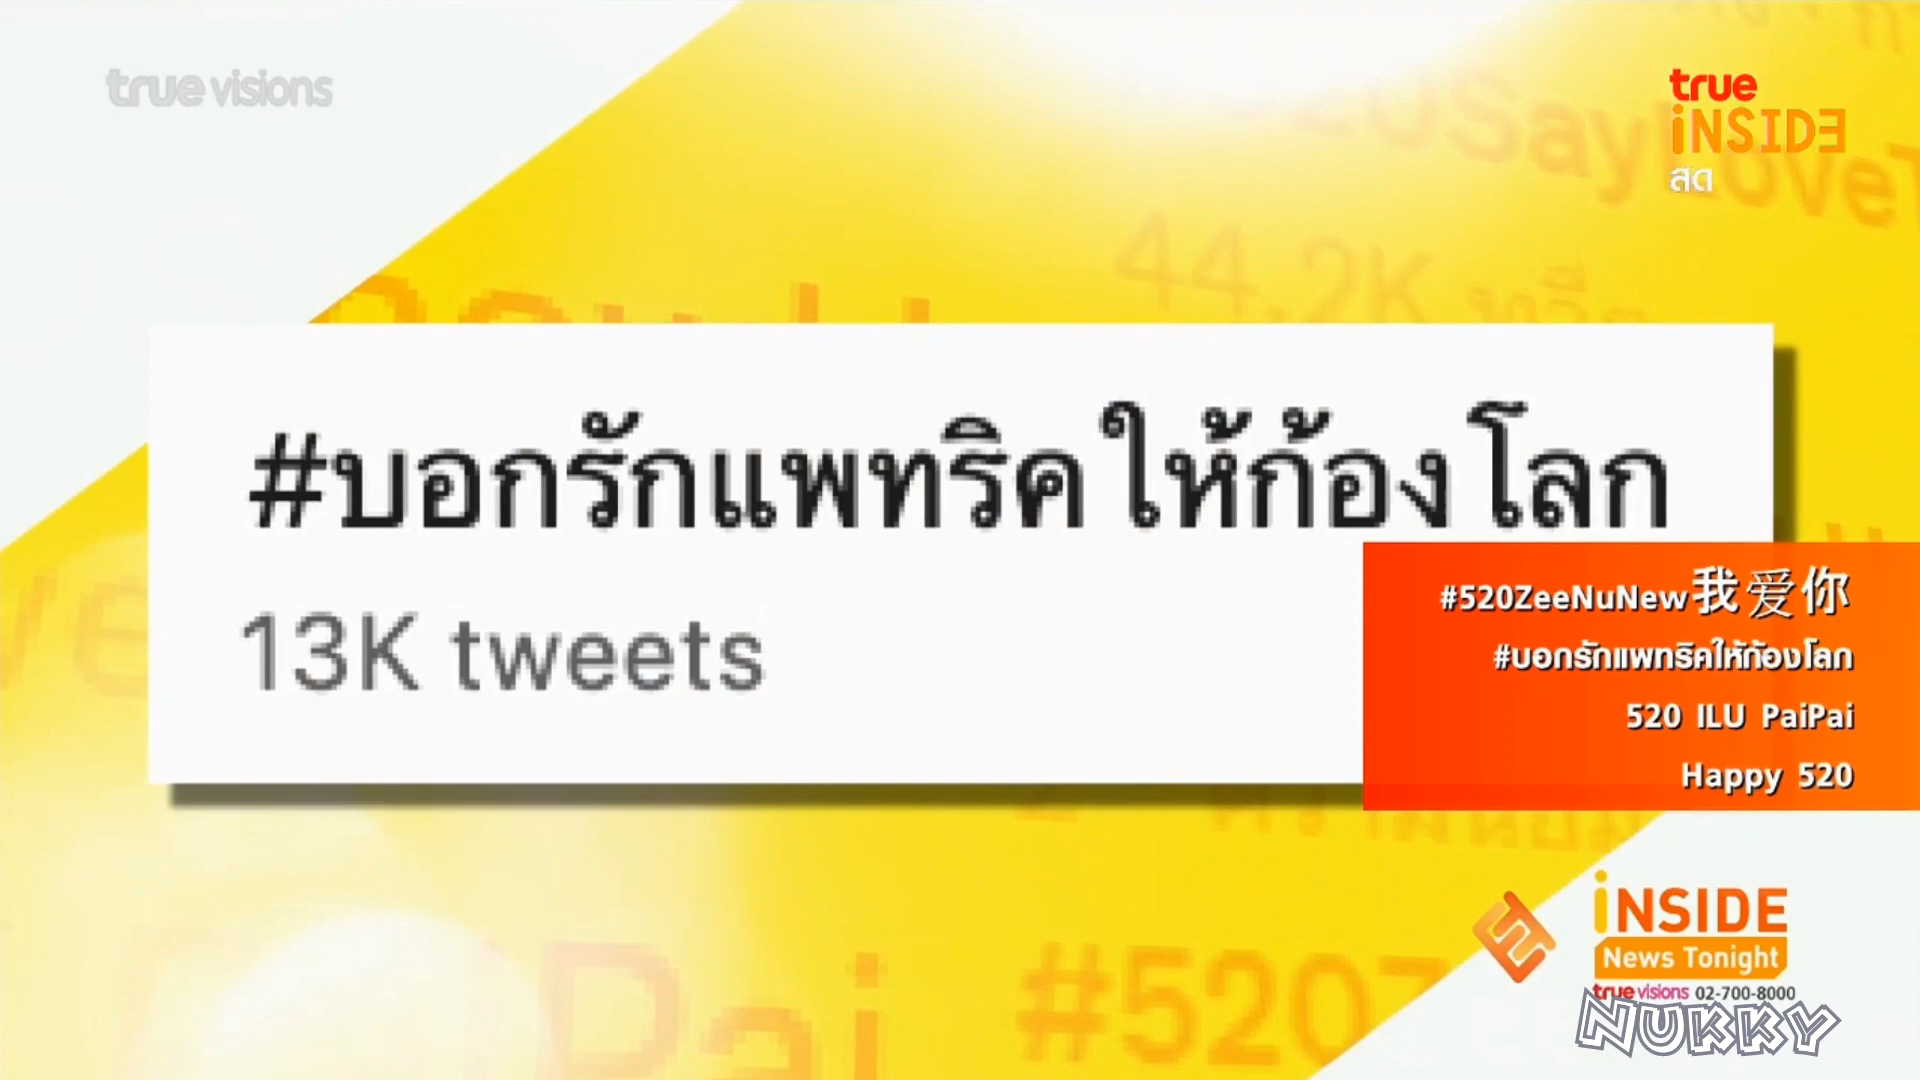 true visions
true
iNSIDE
สด
44.2K
#บอกรักแพทริคให้ก้องโลก
13K tweets
#520ZeeNuNew我爱你
#บอกรักแพทริคให้ก้องโลก
520 ILU PaiPai
Happy 520
Pai
iNSIDE
News Tonight
true visions 02-700-8000
NUKKY